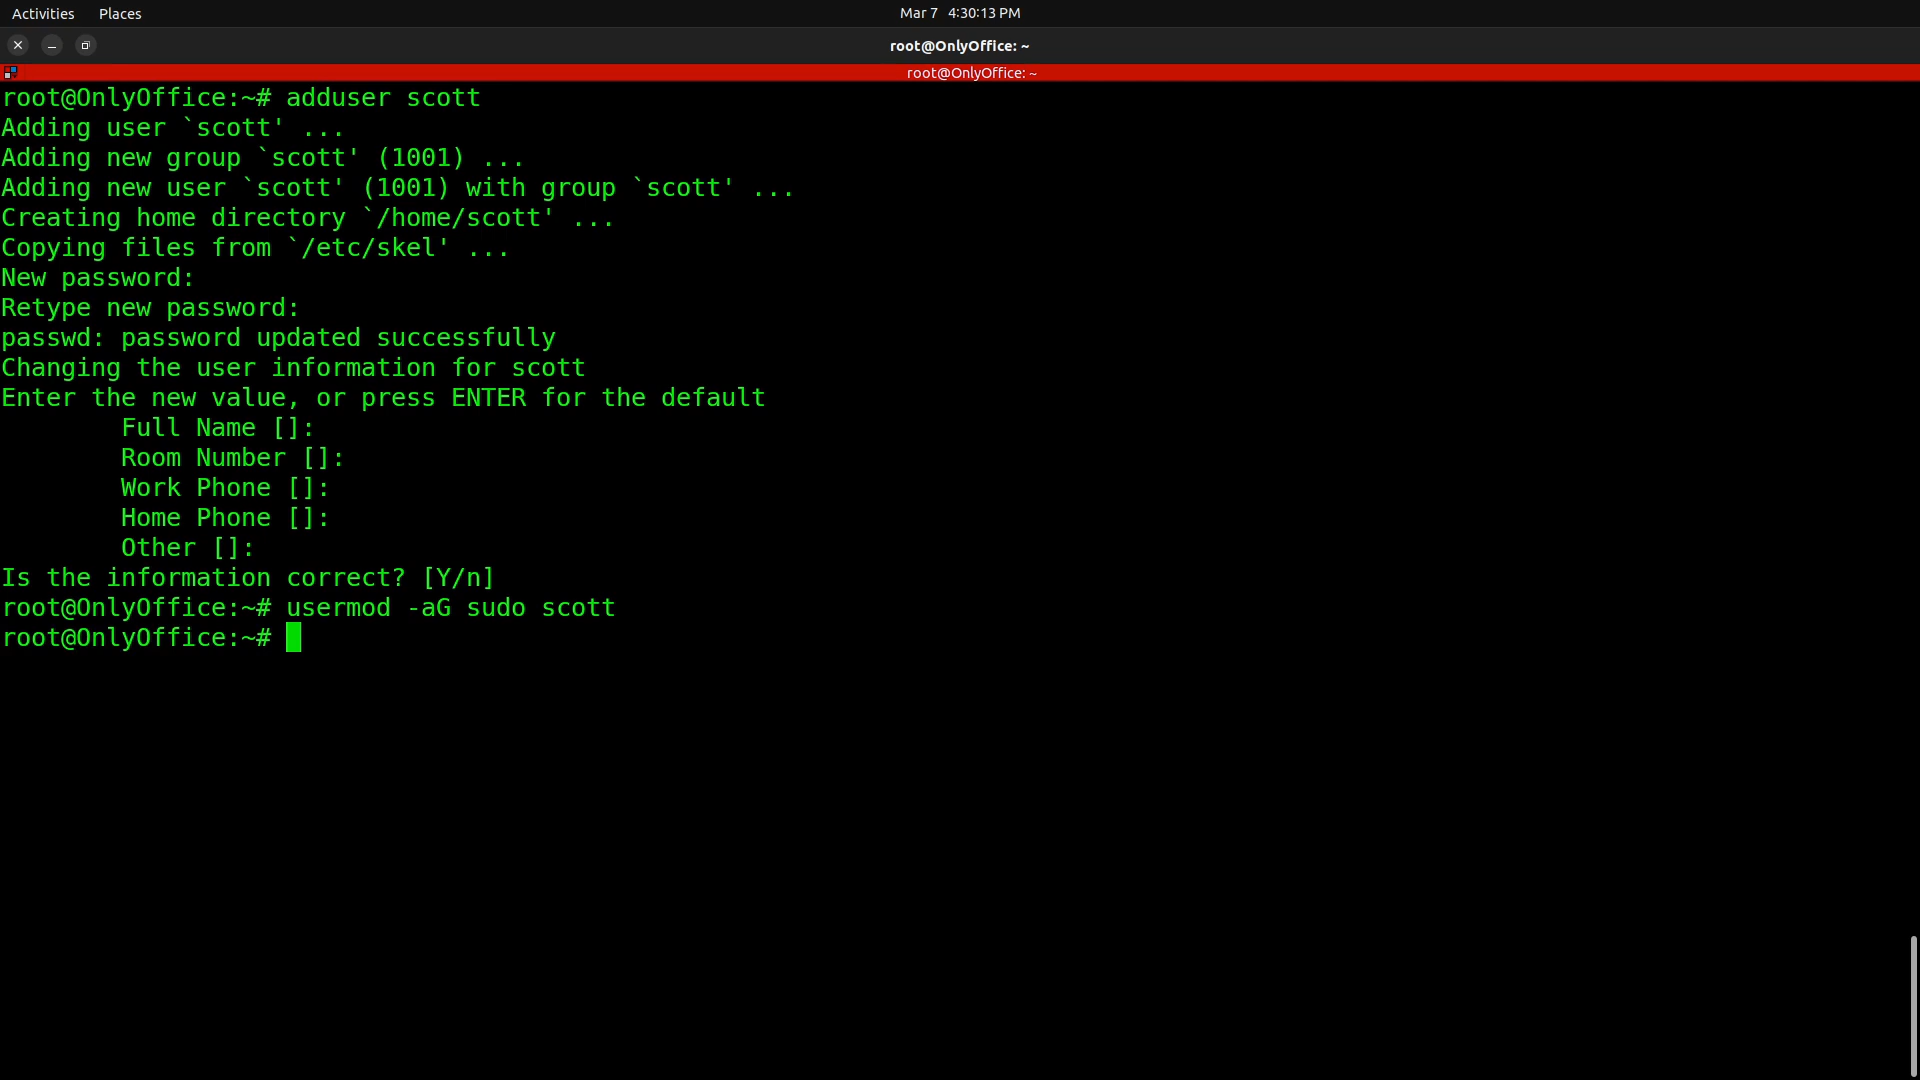 Activities Places Mar 7 4:30:13 PM
root@OnlyOffice: ~
root@OnlyOffice: ~
root@OnlyOffice:~# adduser scott
Adding user `scott' ...
Adding new group `scott' (1001) ...
Adding new user `scott' (1001) with group `scott' ...
Creating home directory `/home/scott' ...
Copying files from `/etc/skel' ...
New password:
Retype new password:
passwd: password updated successfully
Changing the user information for scott
Enter the new value, or press ENTER for the default
        Full Name []:
        Room Number []:
        Work Phone []:
        Home Phone []:
        Other []:
Is the information correct? [Y/n]
root@OnlyOffice:~# usermod -aG sudo scott
root@OnlyOffice:~#